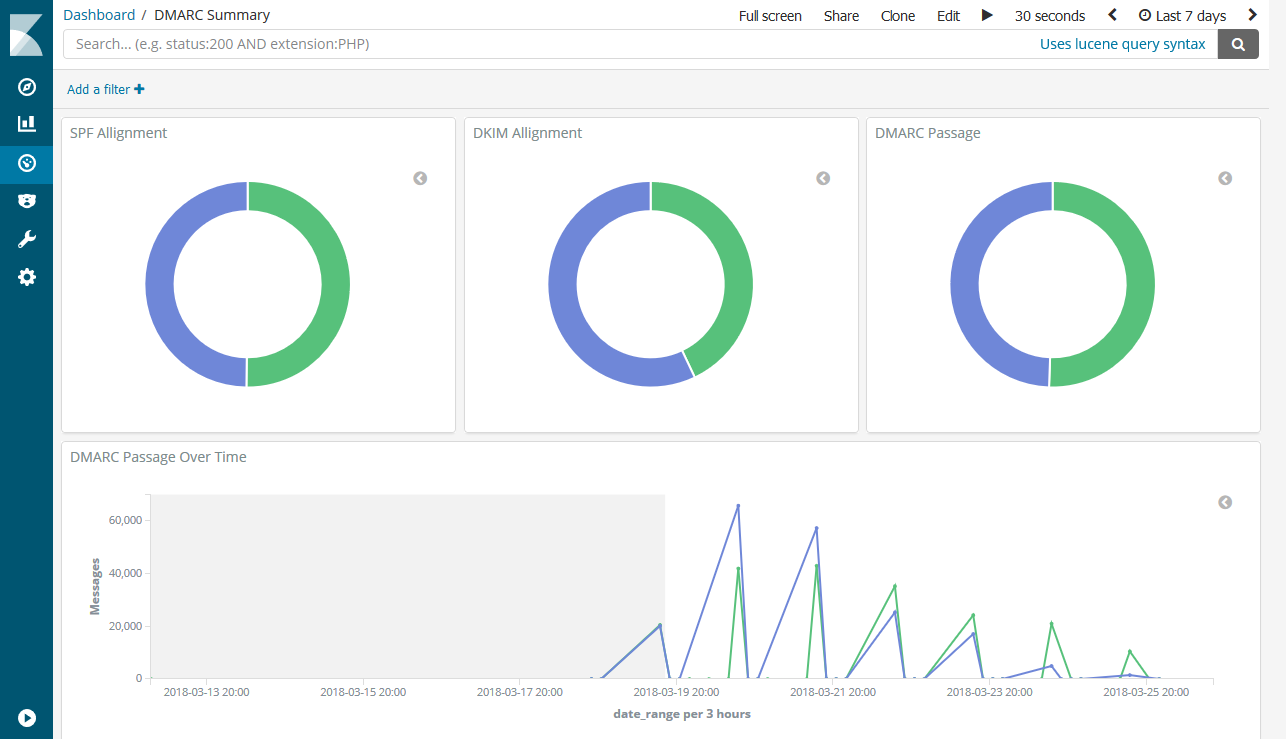 Dashboard / DMARC Summary
Full screen Share Clone Edit 30 seconds Last 7 days
Search... (e.g. status:200 AND extension:PHP) Uses lucene query syntax
Add a filter
SPF Allignment
DKIM Allignment
DMARC Passage
DMARC Passage Over Time
Messages
60,000
40,000
20,000
0
2018-03-13 20:00 2018-03-15 20:00 2018-03-17 20:00 2018-03-19 20:00 2018-03-21 20:00 2018-03-23 20:00 2018-03-25 20:00
date_range per 3 hours